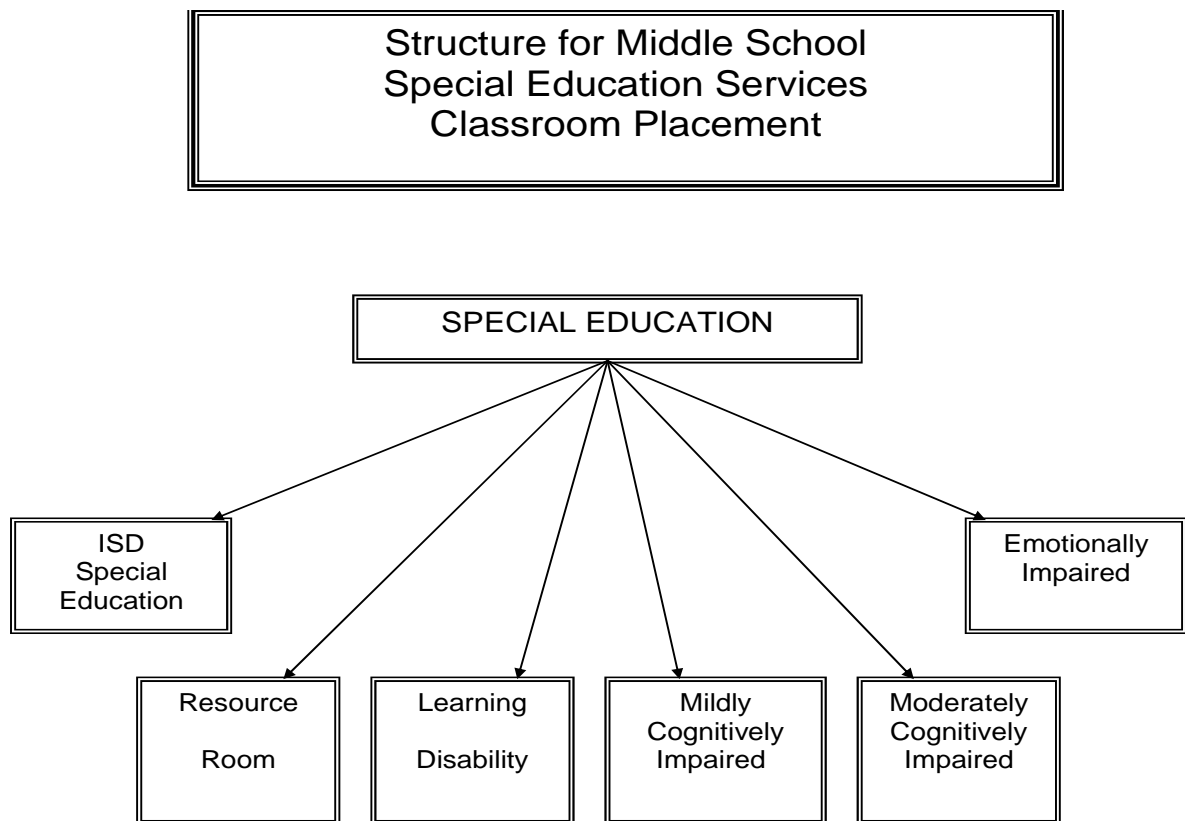 Structure for Middle School
Special Education Services
Classroom Placement
SPECIAL EDUCATION
ISD
Special
Education
Emotionally
Impaired
Resource
Room
Learning
Disability
Mildly
Cognitively
Impaired
Moderately
Cognitively
Impaired